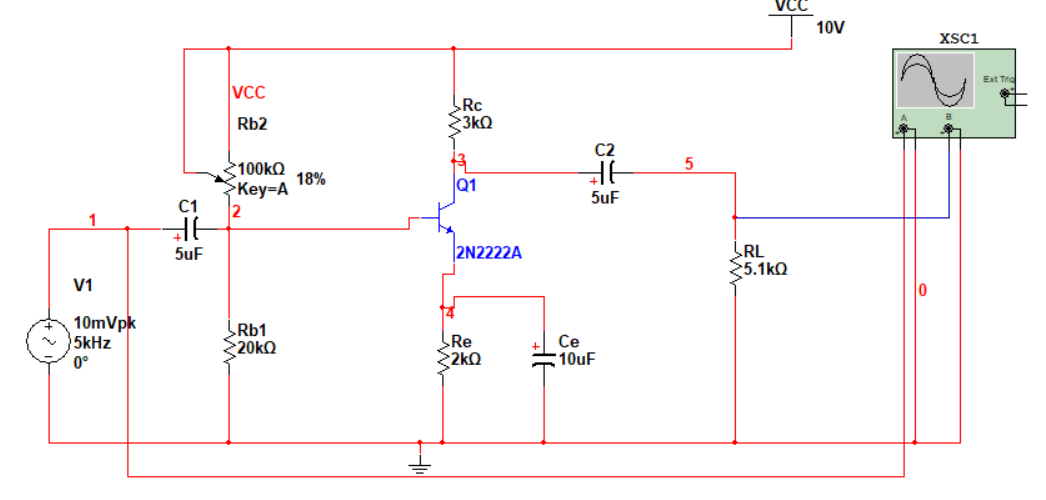 VCC
10V
XSC1
Ext Trig
+
A
B
+
+
VCC
Rb2
100kΩ
Key=A
18%
Rc
3kΩ
3
Q1
2N2222A
C2
+
5uF
5
1
C1
+
5uF
2
V1
10mVpk
5kHz
0°
Rb1
20kΩ
4
Re
2kΩ
+
Ce
10uF
RL
5.1kΩ
0